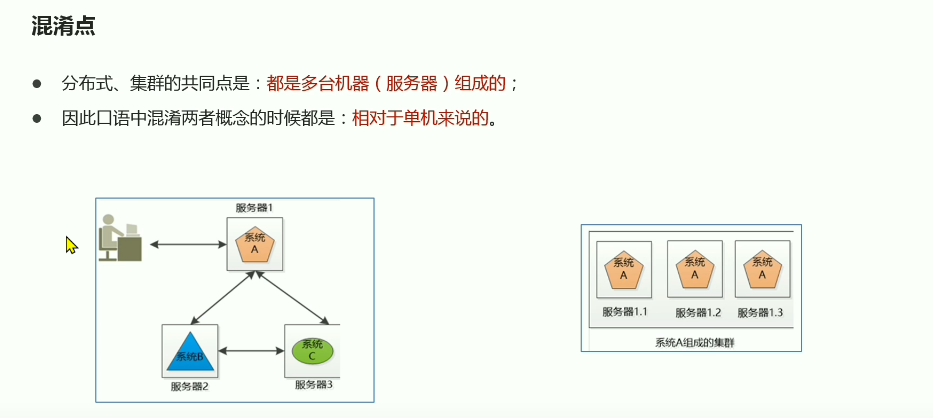 混淆点
● 分布式、集群的共同点是：都是多台机器（服务器）组成的；
● 因此口语中混淆两者概念的时候都是：相对于单机来说的。
服务器1
系统
A
系统B
服务器2
系统
C
服务器3
系统
A
系统
A
系统
A
服务器1.1
服务器1.2
服务器1.3
系统A组成的集群